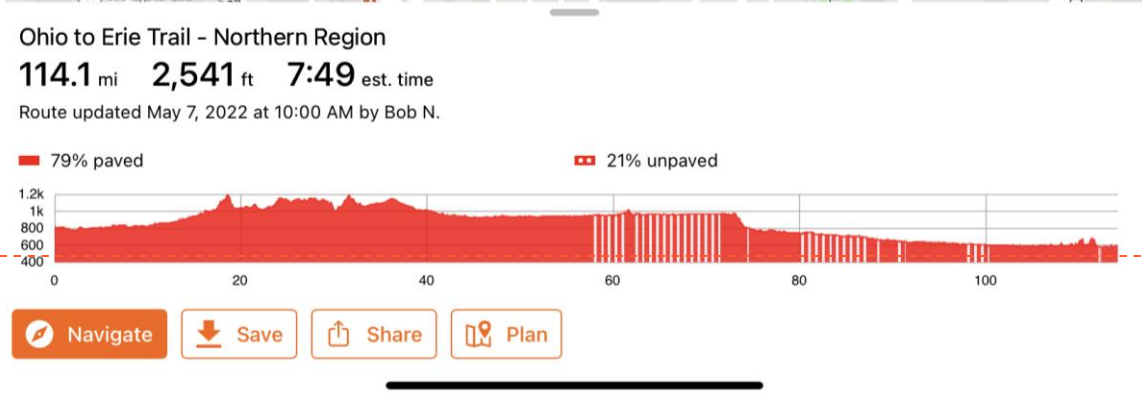 Ohio to Erie Trail - Northern Region
114.1 mi 2,541 ft 7:49 est. time
Route updated May 7, 2022 at 10:00 AM by Bob N.
79% paved 21% unpaved
1.2k
1k
800
600
400
0 20 40 60 80 100
Navigate Save Share Plan